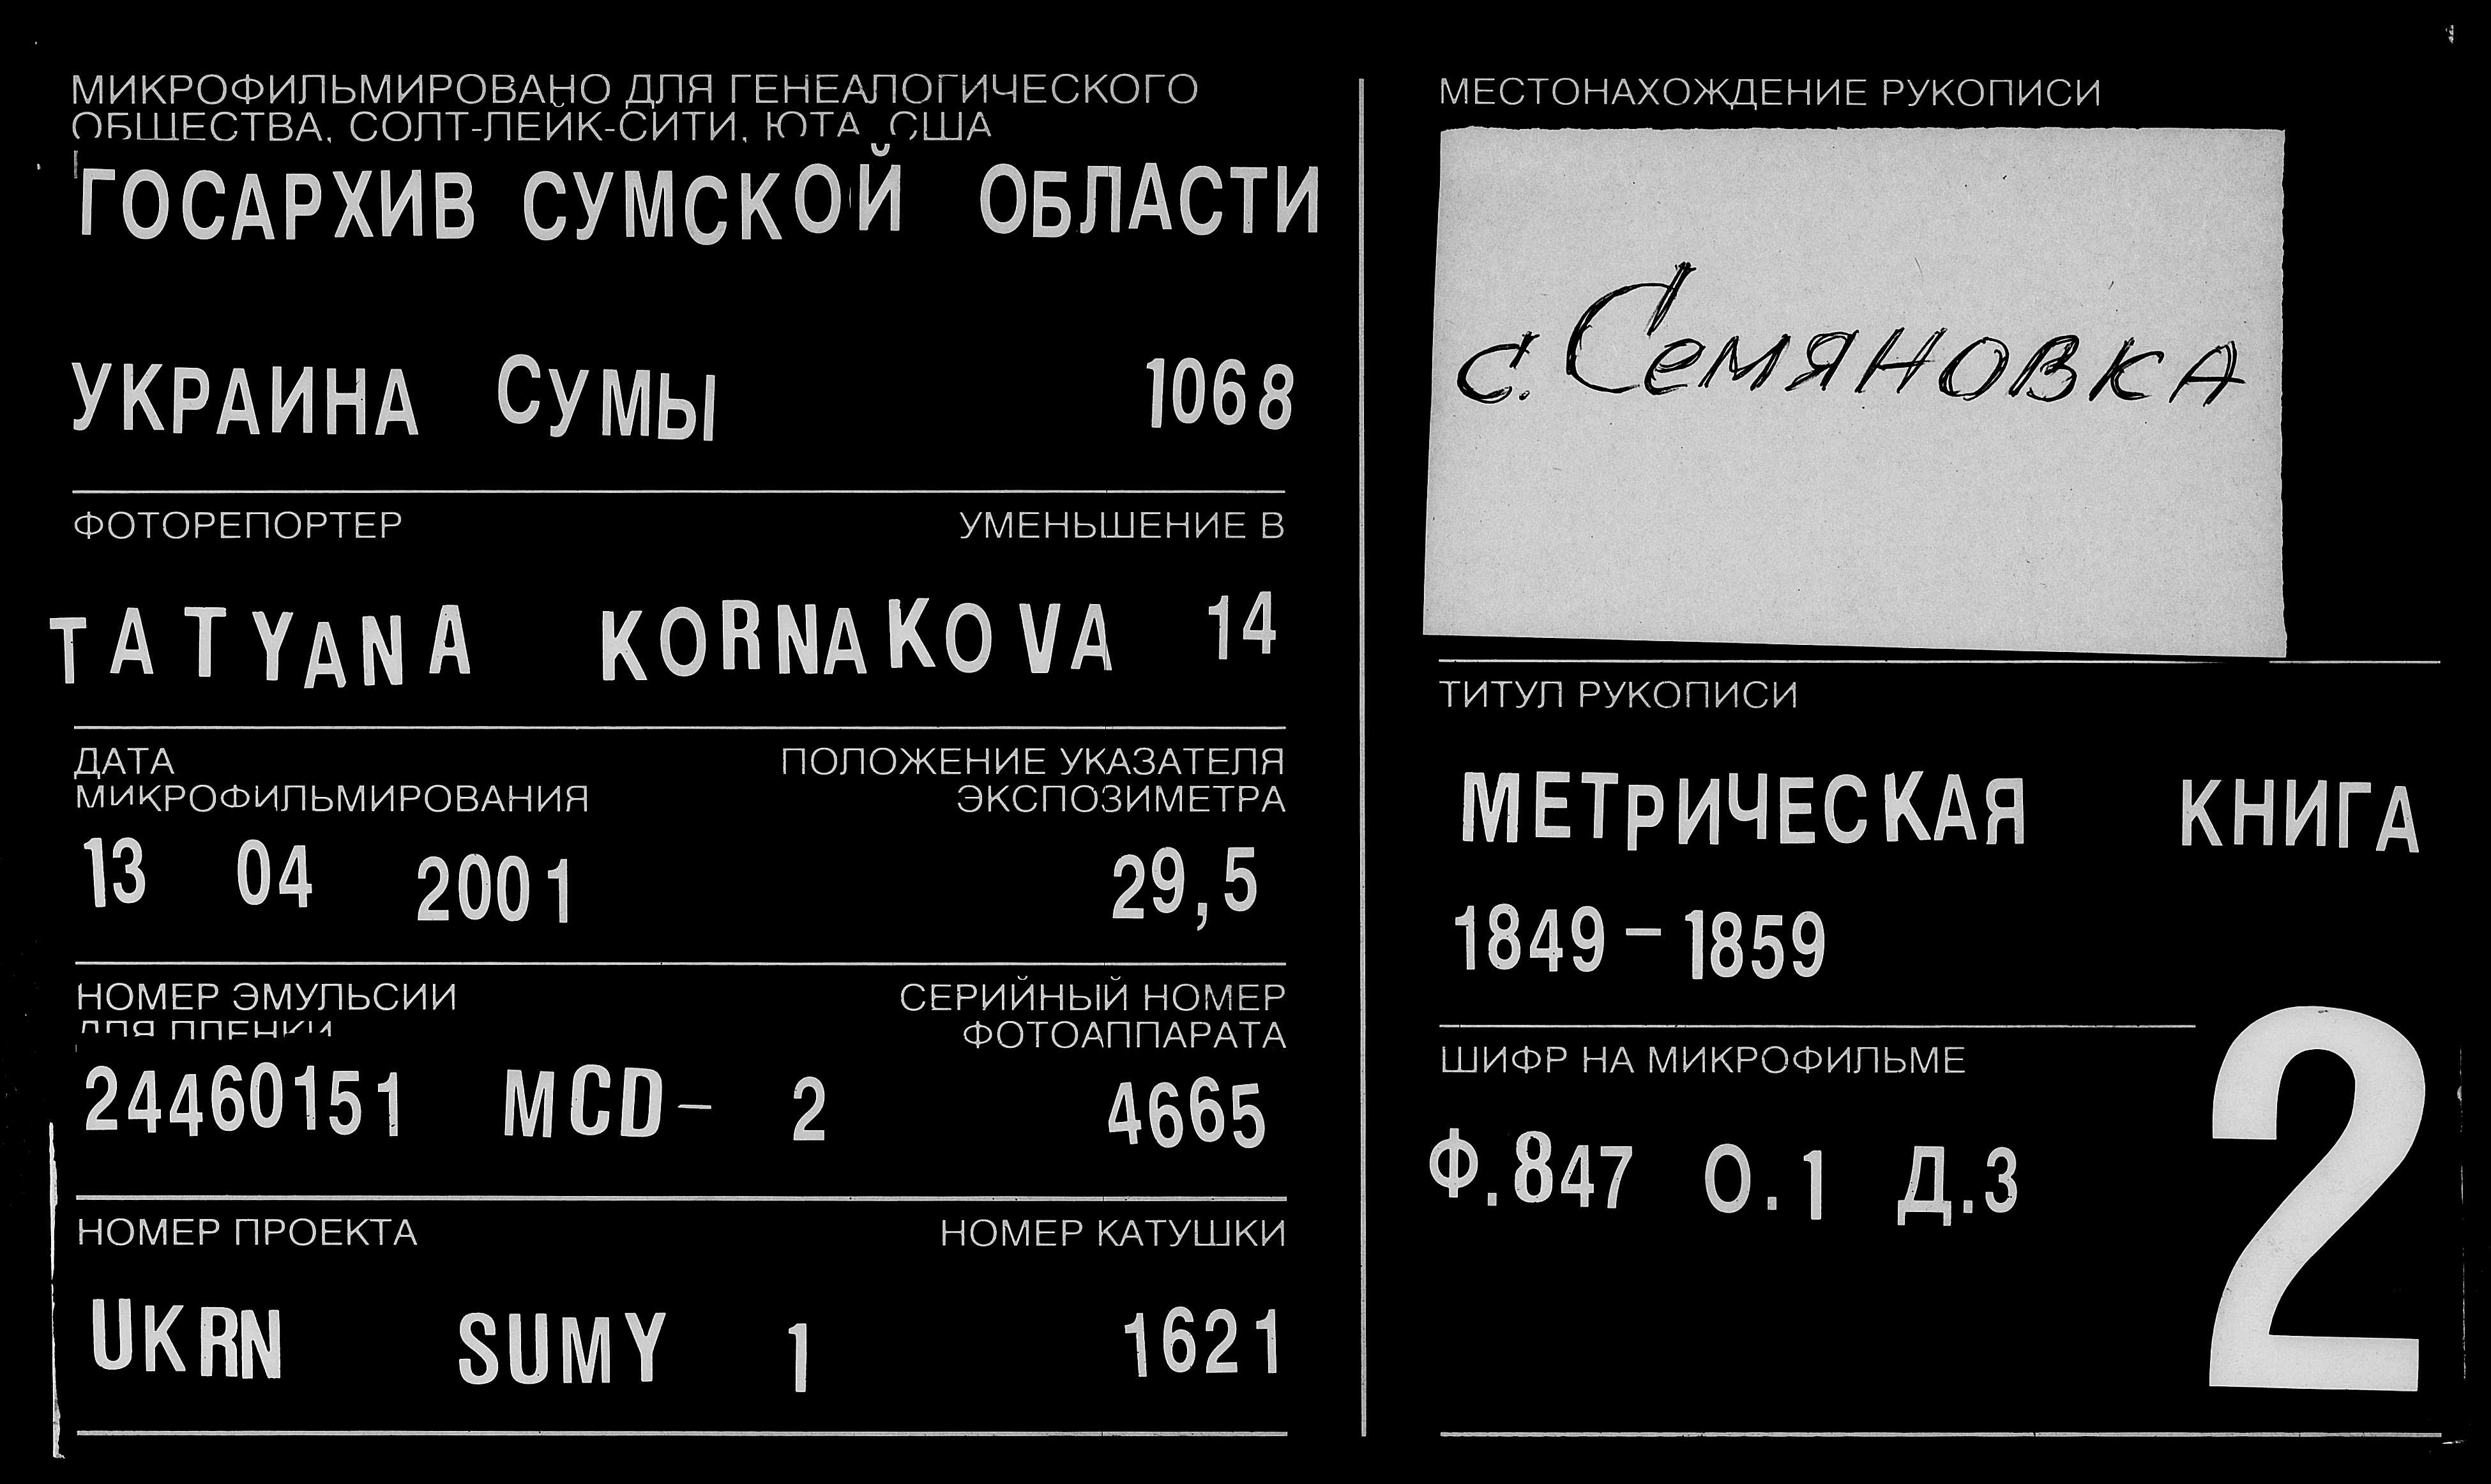 МИКРОФИЛЬМИРОВАНО ДЛЯ ГЕНЕАЛОГИЧЕСКОГО
ОБЩЕСТВА, СОЛТ-ЛЕЙК-СИТИ, ЮТА, США
ГОСАРХИВ СУМСКОЙ ОБЛАСТИ
УКРАИНА СУМЫ 1068
ФОТОРЕПОРТЕР УМЕНЬШЕНИЕ В
TATYANA KORNAKOVA 14
ДАТА ПОЛОЖЕНИЕ УКАЗАТЕЛЯ
МИКРОФИЛЬМИРОВАНИЯ ЭКСПОЗИМЕТРА
13 04 2001 29,5
НОМЕР ЭМУЛЬСИИ СЕРИЙНЫЙ НОМЕР
ДЛЯ ПЛЕНКИ ФОТОАППАРАТА
24460151 MCD- 2 4665
НОМЕР ПРОЕКТА НОМЕР КАТУШКИ
UKRN SUMY 1 1621
МЕСТОНАХОЖДЕНИЕ РУКОПИСИ
с. Семяновка
ТИТУЛ РУКОПИСИ
МЕТРИЧЕСКАЯ КНИГА
1849-1859
ШИФР НА МИКРОФИЛЬМЕ
Ф.847 О.1 Д.3
2